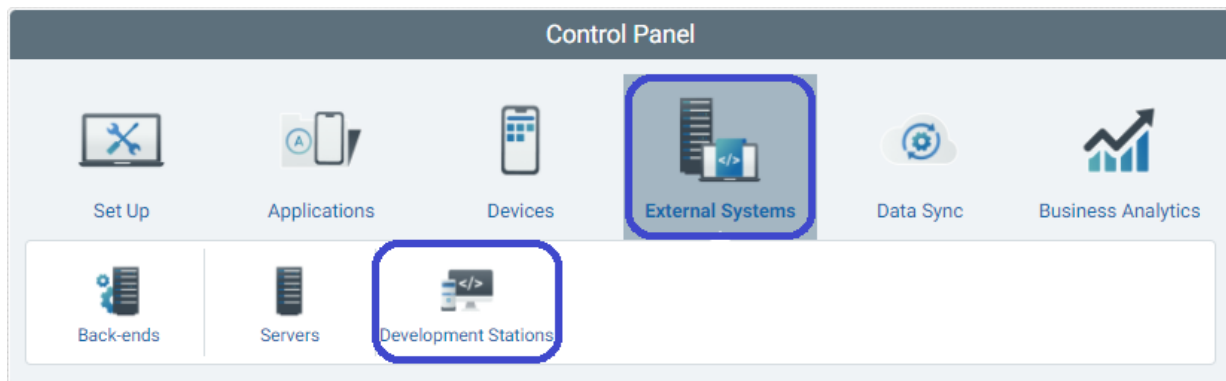 Control Panel
A
</>
Set Up
Applications
Devices
External Systems
Data Sync
Business Analytics
</>
Back-ends
Servers
Development Stations